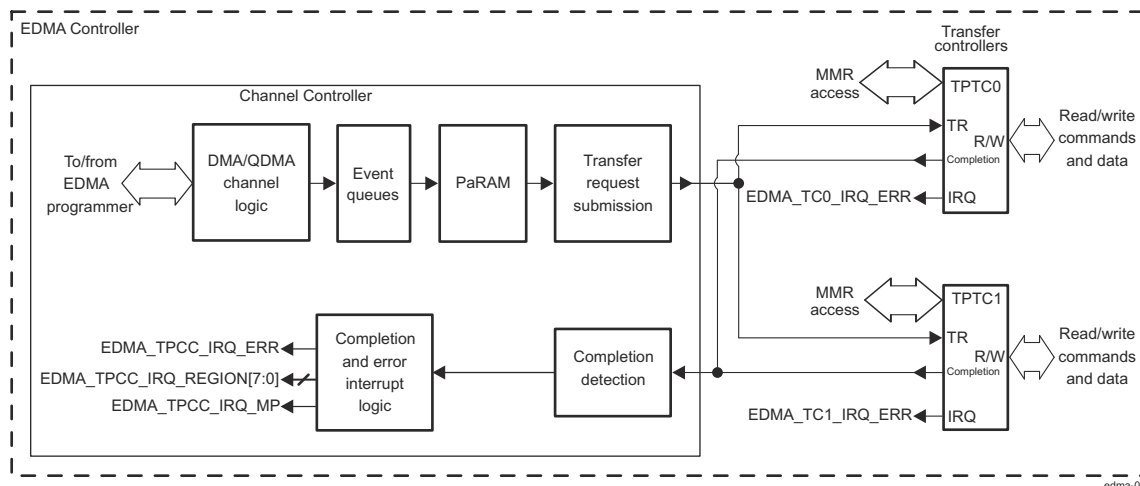 EDMA Controller
Transfer
controllers
MMR
access
TPTC0
TR
R/W
Completion
IRQ
Read/write
commands
and data
EDMA_TC0_IRQ_ERR
Channel Controller
To/from
EDMA
programmer
DMA/QDMA
channel
logic
Event
queues
PaRAM
Transfer
request
submission
MMR
access
TPTC1
TR
R/W
Completion
IRQ
Read/write
commands
and data
EDMA_TC1_IRQ_ERR
EDMA_TPCC_IRQ_ERR
EDMA_TPCC_IRQ_REGION[7:0]
EDMA_TPCC_IRQ_MP
Completion
and error
interrupt
logic
Completion
detection